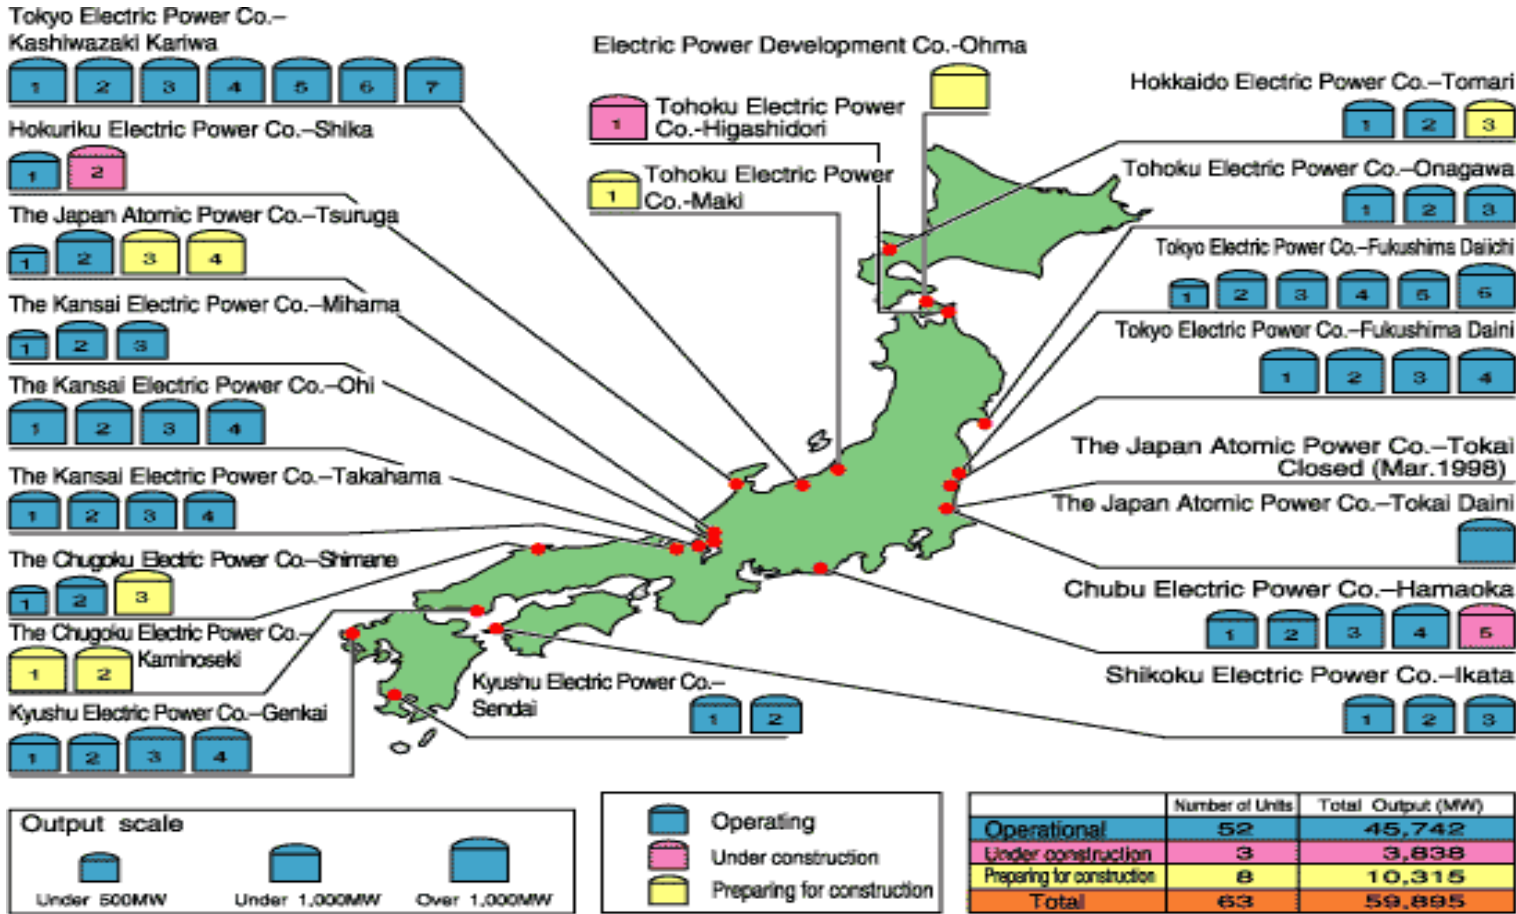 Tokyo Electric Power Co.–
Kashiwazaki Kariwa
1 2 3 4 5 6 7
Hokuriku Electric Power Co.–Shika
1 2
The Japan Atomic Power Co.–Tsuruga
1 2 3 4
The Kansai Electric Power Co.–Mihama
1 2 3
The Kansai Electric Power Co.–Ohi
1 2 3 4
The Kansai Electric Power Co.–Takahama
1 2 3 4
The Chugoku Electric Power Co.–Shimane
1 2 3
The Chugoku Electric Power Co.–
Kaminoseki
1 2
Kyushu Electric Power Co.–Genkai
1 2 3 4
Electric Power Development Co.-Ohma
Tohoku Electric Power
Co.-Higashidori
1
Tohoku Electric Power
Co.-Maki
1
Kyushu Electric Power Co.–
Sendai
1 2
Hokkaido Electric Power Co.–Tomari
1 2 3
Tohoku Electric Power Co.–Onagawa
1 2 3
Tokyo Electric Power Co.–Fukushima Daiichi
1 2 3 4 5 6
Tokyo Electric Power Co.–Fukushima Daini
1 2 3 4
The Japan Atomic Power Co.–Tokai
Closed (Mar.1998)
The Japan Atomic Power Co.–Tokai Daini
Chubu Electric Power Co.–Hamaoka
1 2 3 4 5
Shikoku Electric Power Co.–Ikata
1 2 3
Output scale
Under 500MW Under 1,000MW Over 1,000MW
Operating
Under construction
Preparing for construction
Number of Units Total Output (MW)
Operational 52 45,742
Under construction 3 3,838
Preparing for construction 8 10,315
Total 63 59,895